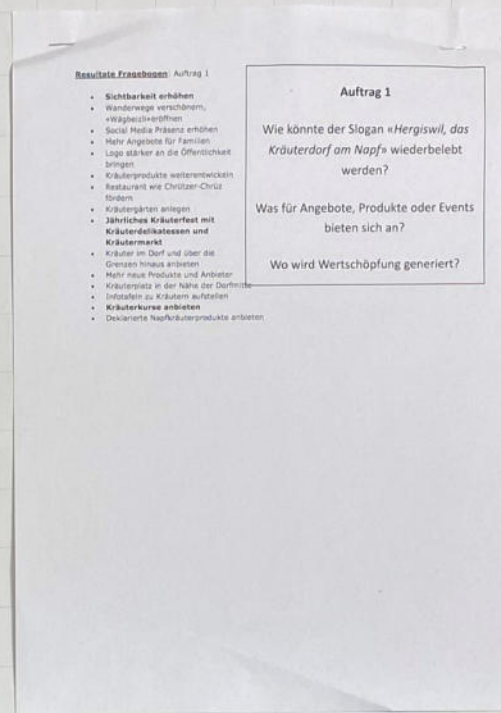 Resultate Fragebogen: Auftrag 1
• Sichtbarkeit erhöhen
• Wanderwege verschönern,
«Wägbeizli»eröffnen
• Social Media Präsenz erhöhen
• Mehr Angebote für Familien
• Logo stärker an die Öffentlichkeit
bringen
• Kräuterprodukte weiterentwickeln
• Restaurant wie Chrützer-Chrüz
fördern
• Kräutergärten anlegen
• Jährliches Kräuterfest mit
Kräuterdelikatessen und
Kräutermarkt
• Kräuter im Dorf und über die
Grenzen hinaus anbieten
• Mehr neue Produkte und Anbieter
• Kräuterplatz in der Nähe der Dorfmitte
• Infotafeln zu Kräutern aufstellen
• Kräuterkurse anbieten
• Deklarierte Napfkräuterprodukte anbieten
Auftrag 1
Wie könnte der Slogan «Hergiswil, das
Kräuterdorf am Napf» wiederbelebt
werden?
Was für Angebote, Produkte oder Events
bieten sich an?
Wo wird Wertschöpfung generiert?